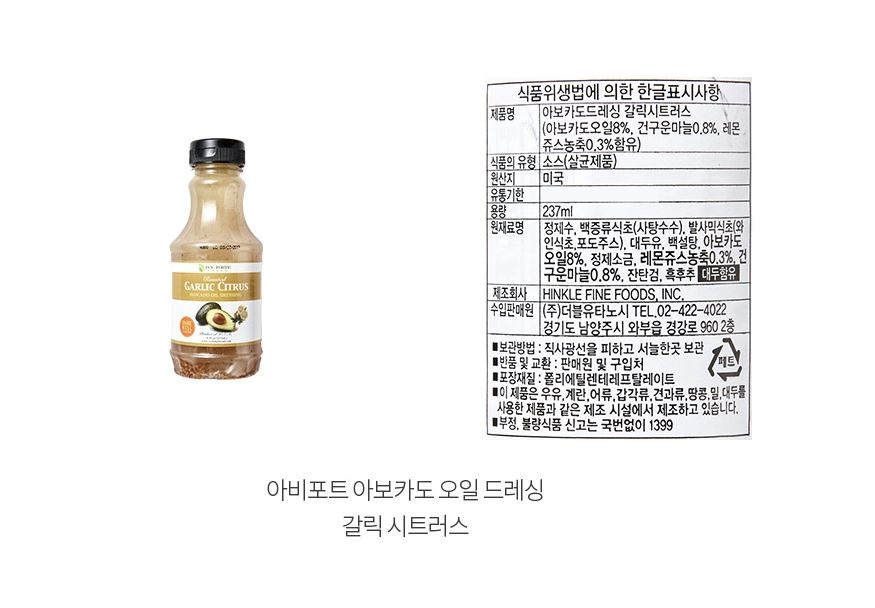 GARLIC CITRUS
AVOCADO OIL DRESSING
식품위생법에 의한 한글표시사항
제품명 아보카도드레싱 갈릭시트러스
(아보카도오일8%, 건구운마늘0.8%, 레몬
쥬스농축0.3%함유)
식품의 유형 소스(살균제품)
원산지 미국
유통기한
용량 237ml
원재료명 정제수, 백중류식초(사탕수수), 발사믹식초(와
인식초,포도주스), 대두유, 백설탕, 아보카도
오일8%, 정제소금, 레몬쥬스농축0.3%, 건
구운마늘0.8%, 잔탄검, 흑후추 대두함유
제조회사 HINKLE FINE FOODS, INC.
수입판매원 (주)더블유타노시 TEL.02-422-4022
경기도 남양주시 와부읍 경강로 960 2층
■보관방법 : 직사광선을 피하고 서늘한곳 보관
■반품 및 교환 : 판매원 및 구입처
■포장재질 : 폴리에틸렌테레프탈레이트
페트
■이 제품은 우유,계란,어류,갑각류,견과류,땅콩,밀,대두를
사용한 제품과 같은 제조 시설에서 제조하고 있습니다.
■부정, 불량식품 신고는 국번없이 1399
아비포트 아보카도 오일 드레싱
갈릭 시트러스